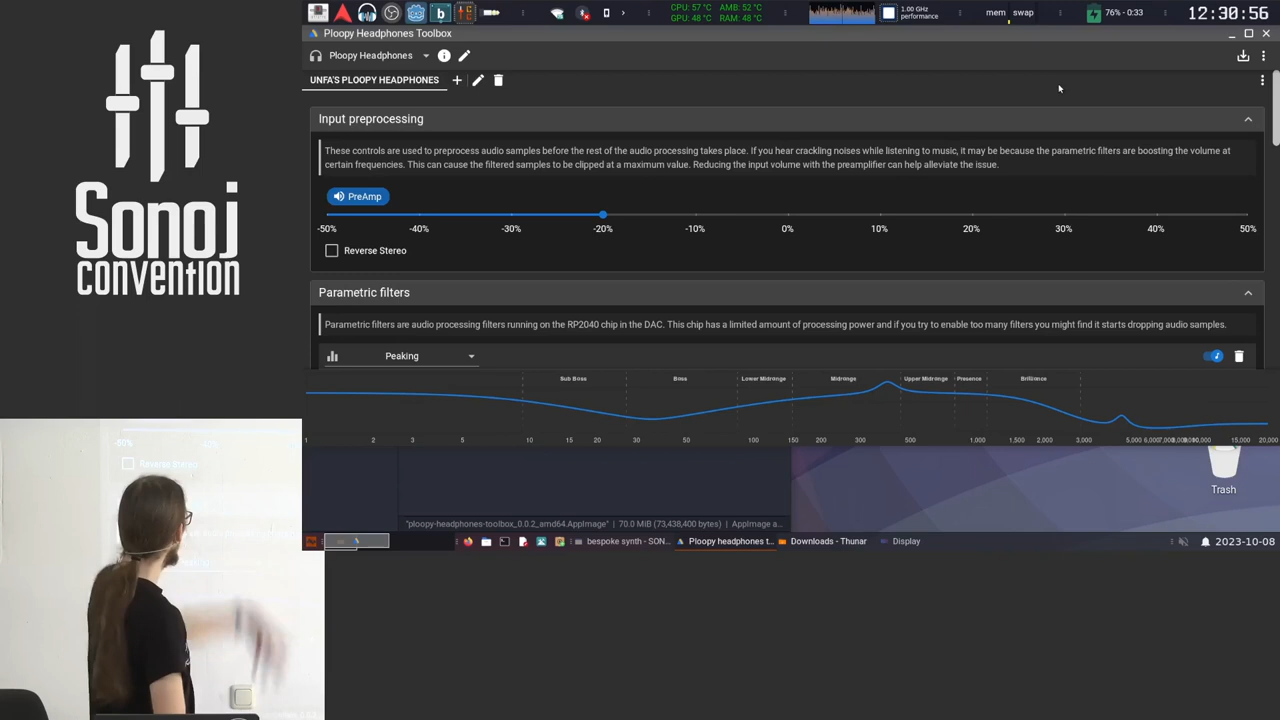 Sonoj
convention
CPU: 57 °C AMB: 52 °C
GPU: 48 °C RAM: 48 °C
1.00 GHz
performance
mem swap
76% - 0:33
12:30:56
Ploopy Headphones Toolbox
Ploopy Headphones
UNFA'S PLOOPY HEADPHONES
Input preprocessing
These controls are used to preprocess audio samples before the rest of the audio processing takes place. If you hear crackling noises while listening to music, it may be because the parametric filters are boosting the volume at
certain frequencies. This can cause the filtered samples to be clipped at a maximum value. Reducing the input volume with the preamplifier can help alleviate the issue.
PreAmp
-50% -40% -30% -20% -10% 0% 10% 20% 30% 40% 50%
Reverse Stereo
Parametric filters
Parametric filters are audio processing filters running on the RP2040 chip in the DAC. This chip has a limited amount of processing power and if you try to enable too many filters you might find it starts dropping audio samples.
Peaking
Sub Bass Bass Lower Midrange Midrange Upper Midrange Presence Brilliance
1 2 3 5 10 15 20 30 50 100 150 200 300 500 1,000 1,500 2,000 3,000 5,000 6,000 15,000 20,000
Trash
"ploopy-headphones-toolbox_0.0.2_amd64.AppImage" | 70.0 MiB (73,438,400 bytes) | AppImage a...
bespoke synth - SON... Ploopy headphones t... Downloads - Thunar Display
2023-10-08
-50%
Reverse Stereo